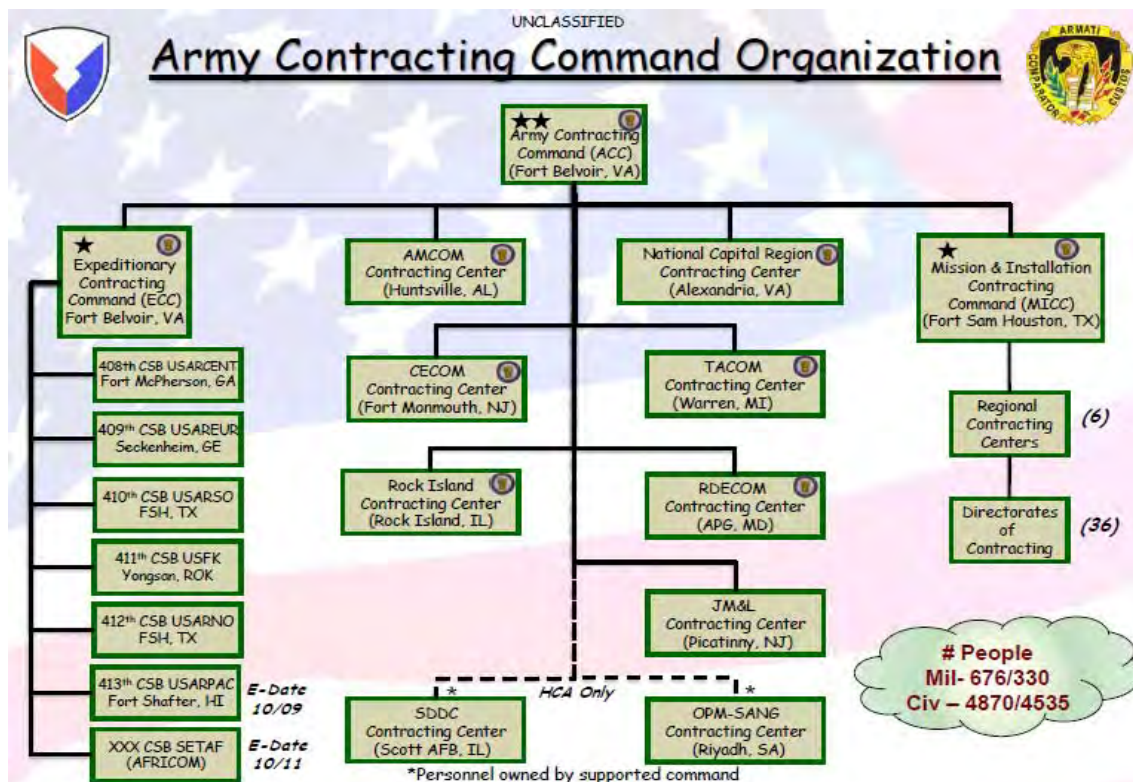 UNCLASSIFIED
Army Contracting Command Organization
ARMATI
COMPARATOR
CUSTOS
Army Contracting
Command (ACC)
(Fort Belvoir, VA)
Expeditionary
Contracting
Command (ECC)
Fort Belvoir, VA
AMCOM
Contracting Center
(Huntsville, AL)
National Capital Region
Contracting Center
(Alexandria, VA)
Mission & Installation
Contracting
Command (MICC)
(Fort Sam Houston, TX)
408th CSB USARCENT
Fort McPherson, GA
409th CSB USAREUR
Seckenheim, GE
410th CSB USARSO
FSH, TX
411th CSB USFK
Yongsan, ROK
412th CSB USARNO
FSH, TX
413th CSB USARPAC
Fort Shafter, HI
E-Date
10/09
XXX CSB SETAF
(AFRICOM)
E-Date
10/11
CECOM
Contracting Center
(Fort Monmouth, NJ)
TACOM
Contracting Center
(Warren, MI)
Rock Island
Contracting Center
(Rock Island, IL)
RDECOM
Contracting Center
(APG, MD)
JM&L
Contracting Center
(Picatinny, NJ)
HCA Only
*
SDDC
Contracting Center
(Scott AFB, IL)
*
OPM-SANG
Contracting Center
(Riyadh, SA)
*Personnel owned by supported command
Regional
Contracting
Centers
(6)
Directorates
of
Contracting
(36)
# People
Mil- 676/330
Civ – 4870/4535